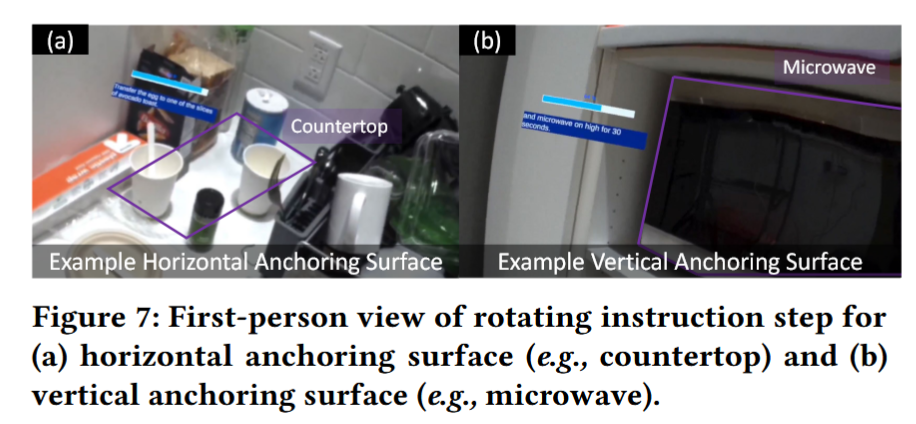 (a)
Transfer the egg to one of the slices
of avocado toast.
Countertop
Example Horizontal Anchoring Surface
(b)
Microwave
and microwave on high for 30
seconds.
Example Vertical Anchoring Surface
Figure 7: First-person view of rotating instruction step for
(a) horizontal anchoring surface (e.g., countertop) and (b)
vertical anchoring surface (e.g., microwave).